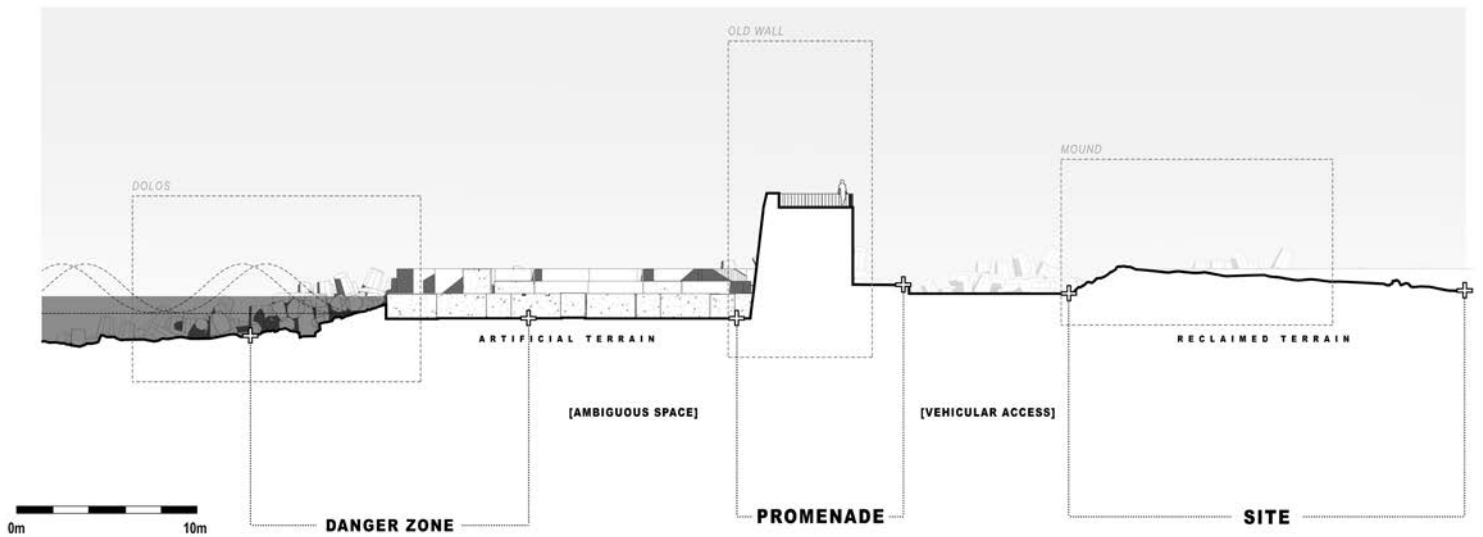 OLD WALL
MOUND
DOLOS
ARTIFICIAL TERRAIN
RECLAIMED TERRAIN
[AMBIGUOUS SPACE]
[VEHICULAR ACCESS]
0m
10m
DANGER ZONE
PROMENADE
SITE